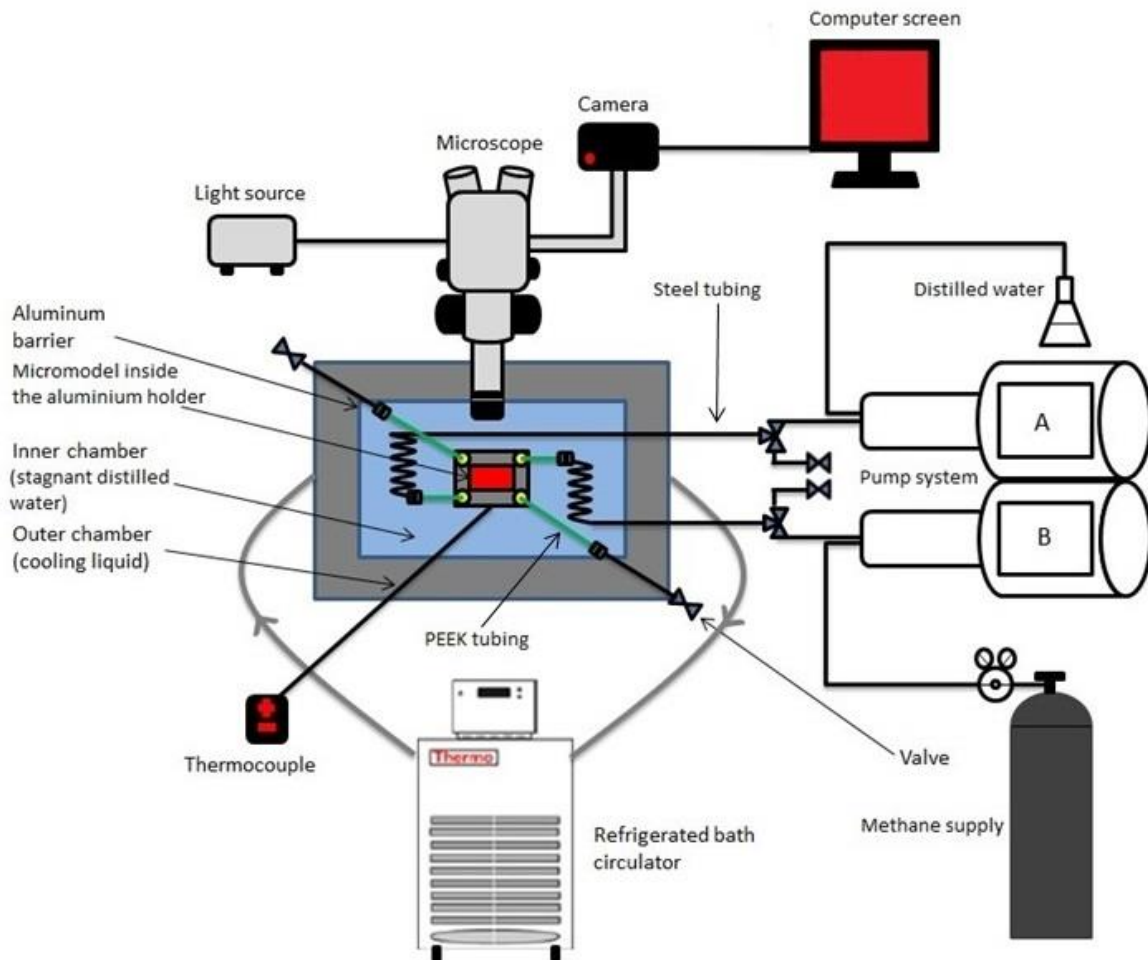 Computer screen
Camera
Microscope
Light source
Steel tubing
Distilled water
Aluminum
barrier
Micromodel inside
the aluminium holder
A
Pump system
Inner chamber
(stagnant distilled
water)
B
Outer chamber
(cooling liquid)
PEEK tubing
Thermocouple
Thermo
Valve
Methane supply
Refrigerated bath
circulator